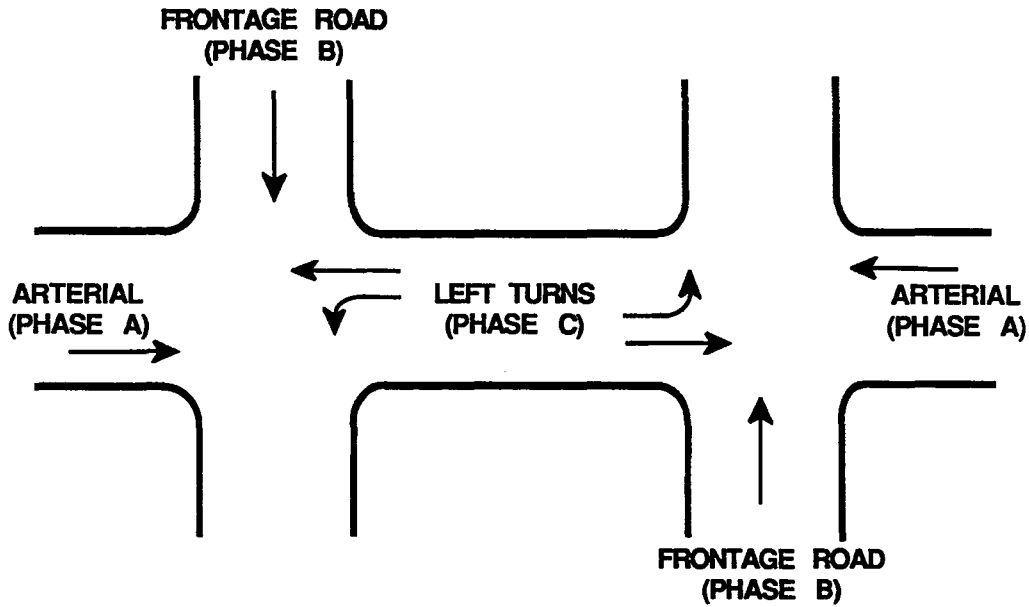 FRONTAGE ROAD
(PHASE B)
ARTERIAL
(PHASE A)
LEFT TURNS
(PHASE C)
ARTERIAL
(PHASE A)
FRONTAGE ROAD
(PHASE B)